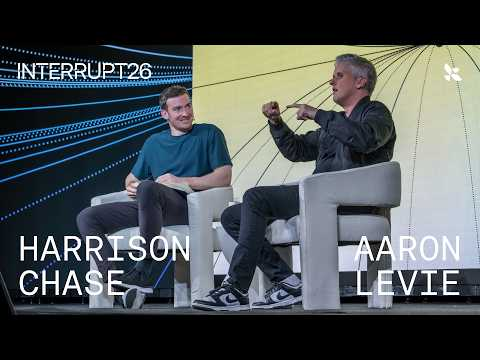 INTERRUPT26
HARRISON
CHASE
AARON
LEVIE